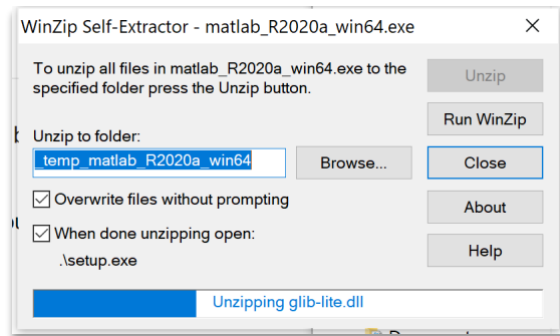 WinZip Self-Extractor - matlab_R2020a_win64.exe
To unzip all files in matlab_R2020a_win64.exe to the
specified folder press the Unzip button.
Unzip to folder:
_temp_matlab_R2020a_win64
Browse...
Overwrite files without prompting
When done unzipping open:
.\setup.exe
Unzip
Run WinZip
Close
About
Help
Unzipping glib-lite.dll